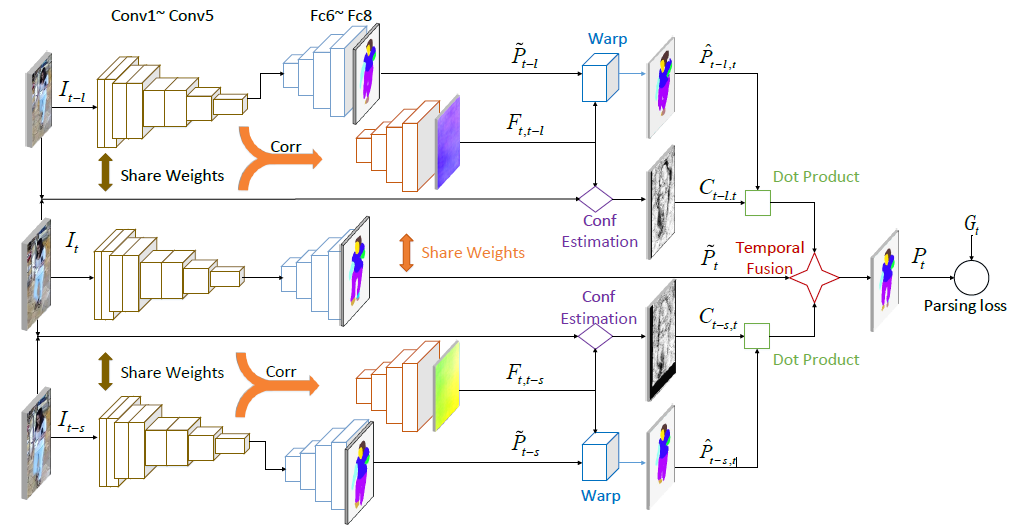 Conv1~ Conv5
Fc6~ Fc8
I_{t-l}
\tilde{P}_{t-l}
Warp
\hat{P}_{t-l,t}
F_{t,t-l}
Corr
Share Weights
Conf
Estimation
C_{t-l,t}
Dot Product
I_t
Share Weights
\tilde{P}_t
Temporal
Fusion
P_t
G_t
Parsing loss
Conf
Estimation
C_{t-s,t}
Share Weights
Corr
F_{t,t-s}
Dot Product
I_{t-s}
\tilde{P}_{t-s}
\hat{P}_{t-s,t}
Warp